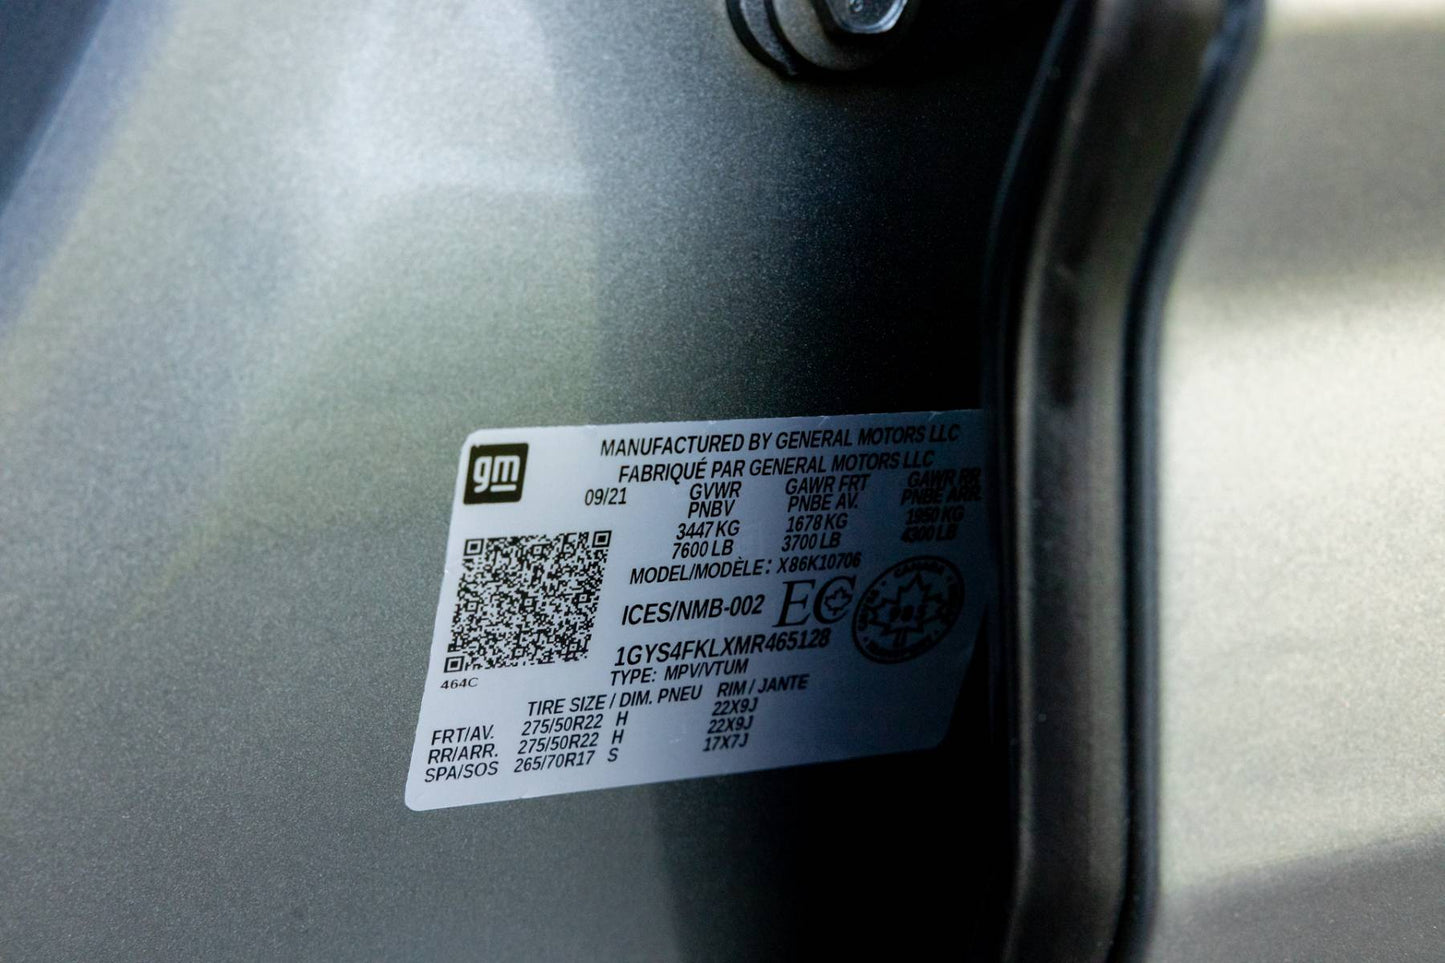 gm
MANUFACTURED BY GENERAL MOTORS LLC
FABRIQUÉ PAR GENERAL MOTORS LLC
09/21 GVWR GAWR FRT GAWR RR
PNBV PNBE AV. PNBE ARR.
3447 KG 1678 KG 1950 KG
7600 LB 3700 LB 4300 LB
MODEL/MODÈLE: X86K10706
ICES/NMB-002 EC
1GYS4FKLXMR465128
464C TYPE: MPV/VTUM
TIRE SIZE / DIM. PNEU RIM / JANTE
FRT/AV. 275/50R22 H 22X9J
RR/ARR. 275/50R22 H 22X9J
SPA/SOS 265/70R17 S 17X7J
CANADA